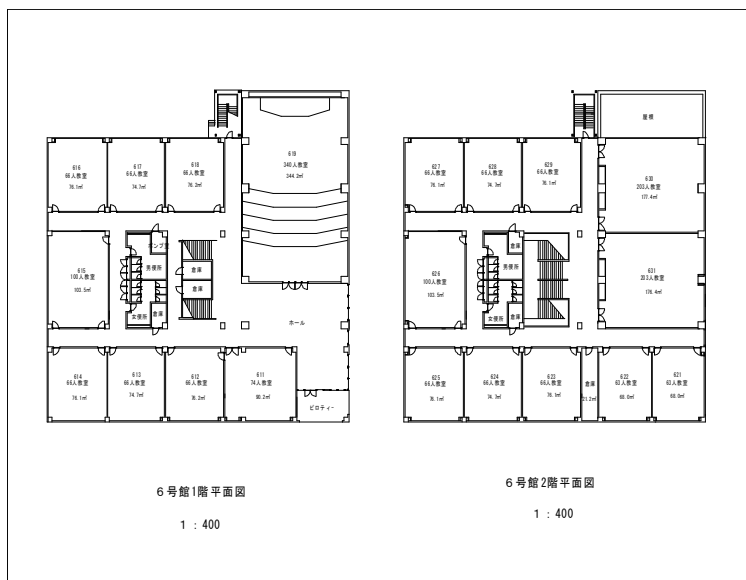 616
66人教室
76.1㎡
617
66人教室
74.7㎡
618
66人教室
76.2㎡
619
340人教室
344.2㎡
615
100人教室
103.5㎡
ポンプ室
男便所
女便所
倉庫
倉庫
倉庫
ホール
614
66人教室
76.1㎡
613
66人教室
74.7㎡
612
66人教室
76.2㎡
611
74人教室
90.2㎡
ピロティー
6号館1階平面図
1 : 400
屋根
627
66人教室
76.1㎡
628
66人教室
74.7㎡
629
66人教室
76.1㎡
630
203人教室
177.4㎡
626
100人教室
103.5㎡
倉庫
男便所
女便所
倉庫
631
203人教室
176.4㎡
625
66人教室
76.1㎡
624
66人教室
74.7㎡
623
66人教室
76.1㎡
倉庫
21.2㎡
622
63人教室
68.0㎡
621
63人教室
68.0㎡
6号館2階平面図
1 : 400